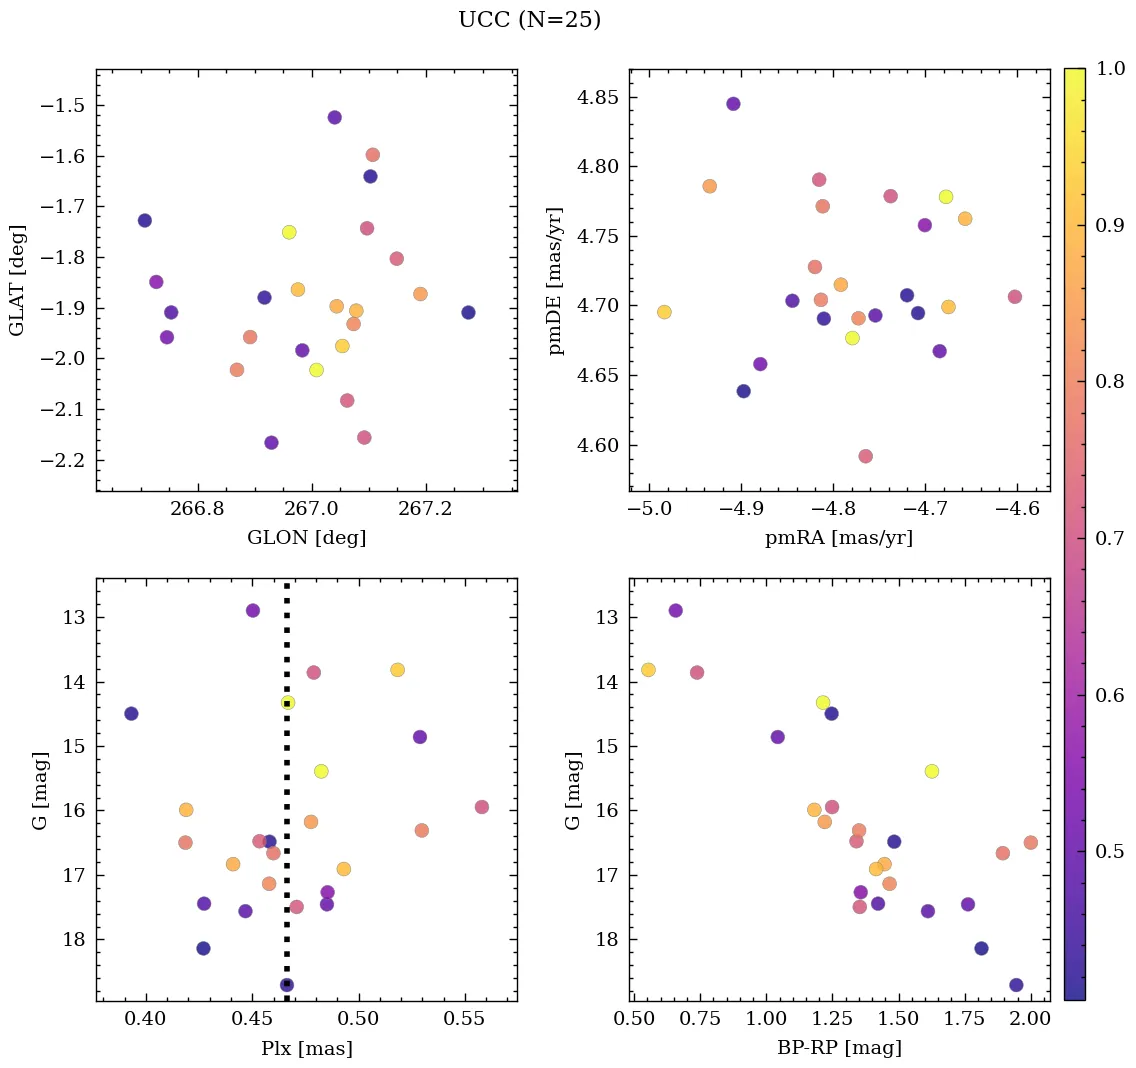 UCC (N=25)
−1.5
−1.6
−1.7
−1.8
−1.9
−2.0
−2.1
−2.2
GLAT [deg]
266.8 267.0 267.2
GLON [deg]
4.85
4.80
4.75
4.70
4.65
4.60
pmDE [mas/yr]
−5.0 −4.9 −4.8 −4.7 −4.6
pmRA [mas/yr]
13
14
15
16
17
18
G [mag]
0.40 0.45 0.50 0.55
Plx [mas]
13
14
15
16
17
18
G [mag]
0.50 0.75 1.00 1.25 1.50 1.75 2.00
BP-RP [mag]
1.0
0.9
0.8
0.7
0.6
0.5